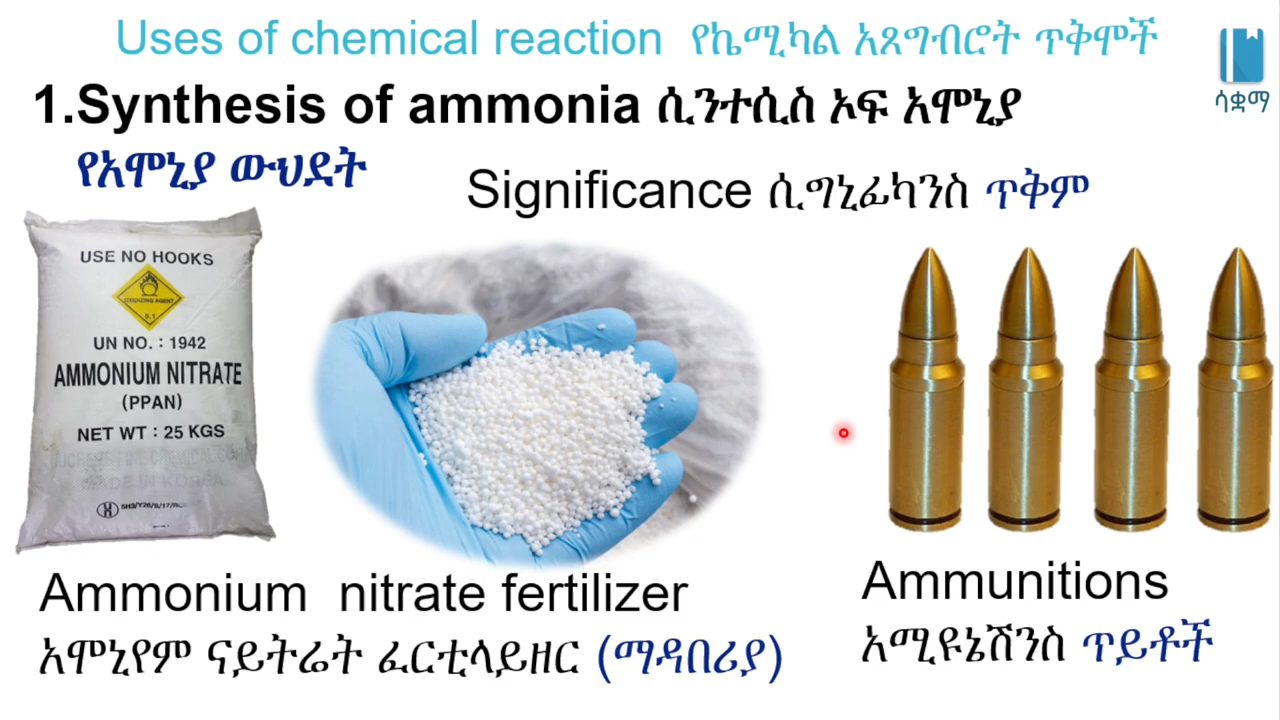 Uses of chemical reaction የኬሚካል አጸግብሮት ጥቅሞች
ሳቋማ
1.Synthesis of ammonia ሲንተሲስ ኦፍ አሞኒያ
የአሞኒያ ውህደት
Significance ሲግኒፊካንስ ጥቅም
USE NO HOOKS
OXIDIZING AGENT
5.1
UN NO. : 1942
AMMONIUM NITRATE
(PPAN)
NET WT : 25 KGS
MADE IN KOREA
Ammonium nitrate fertilizer
አሞኒየም ናይትሬት ፈርቲላይዘር (ማዳበሪያ)
Ammunitions
አሚዩኔሽንስ ጥይቶች